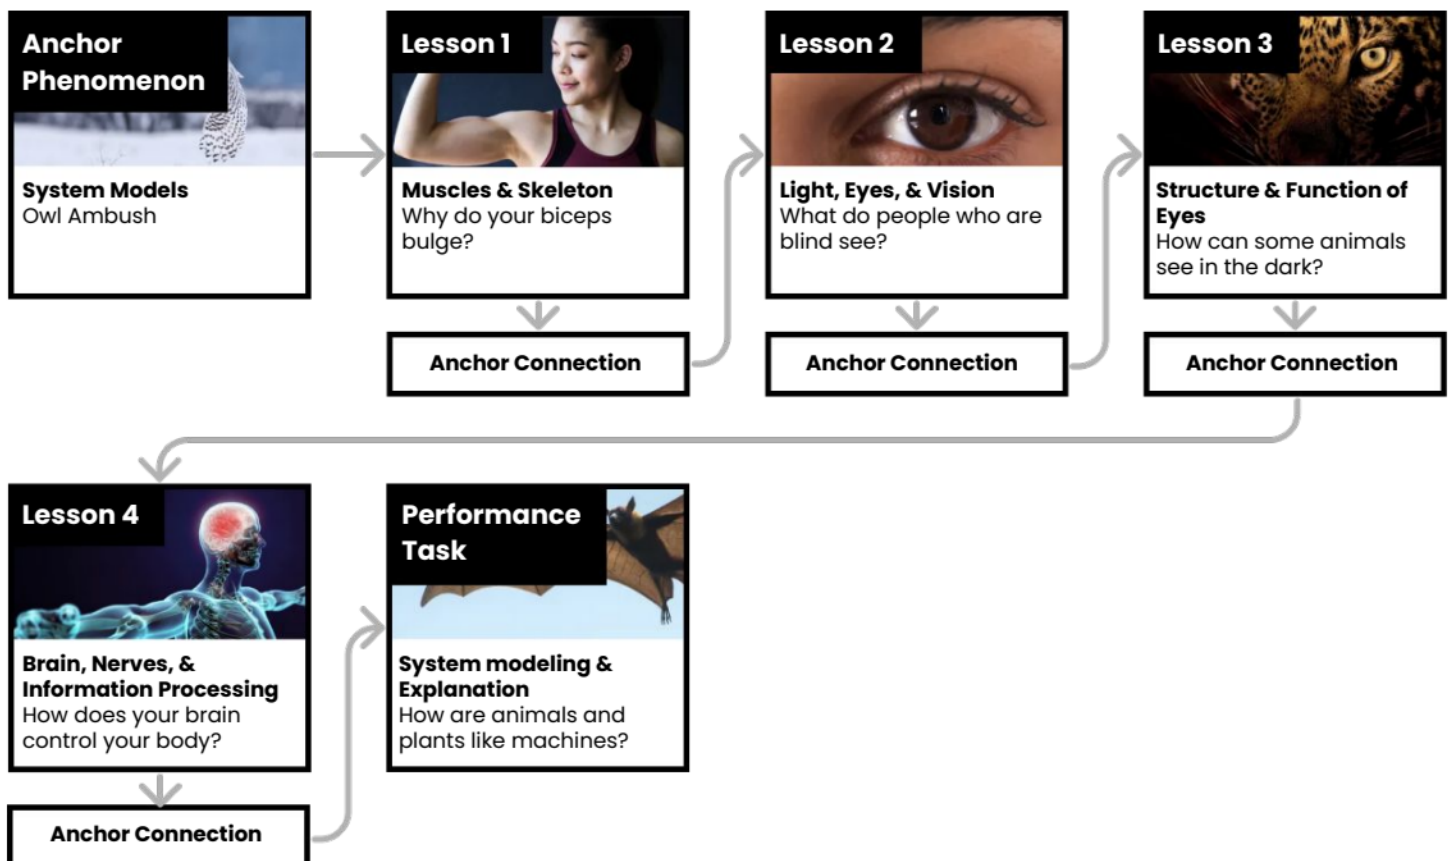 Anchor
Phenomenon
System Models
Owl Ambush
Lesson 1
Muscles & Skeleton
Why do your biceps
bulge?
Anchor Connection
Lesson 2
Light, Eyes, & Vision
What do people who are
blind see?
Anchor Connection
Lesson 3
Structure & Function of
Eyes
How can some animals
see in the dark?
Anchor Connection
Lesson 4
Brain, Nerves, &
Information Processing
How does your brain
control your body?
Anchor Connection
Performance
Task
System modeling &
Explanation
How are animals and
plants like machines?